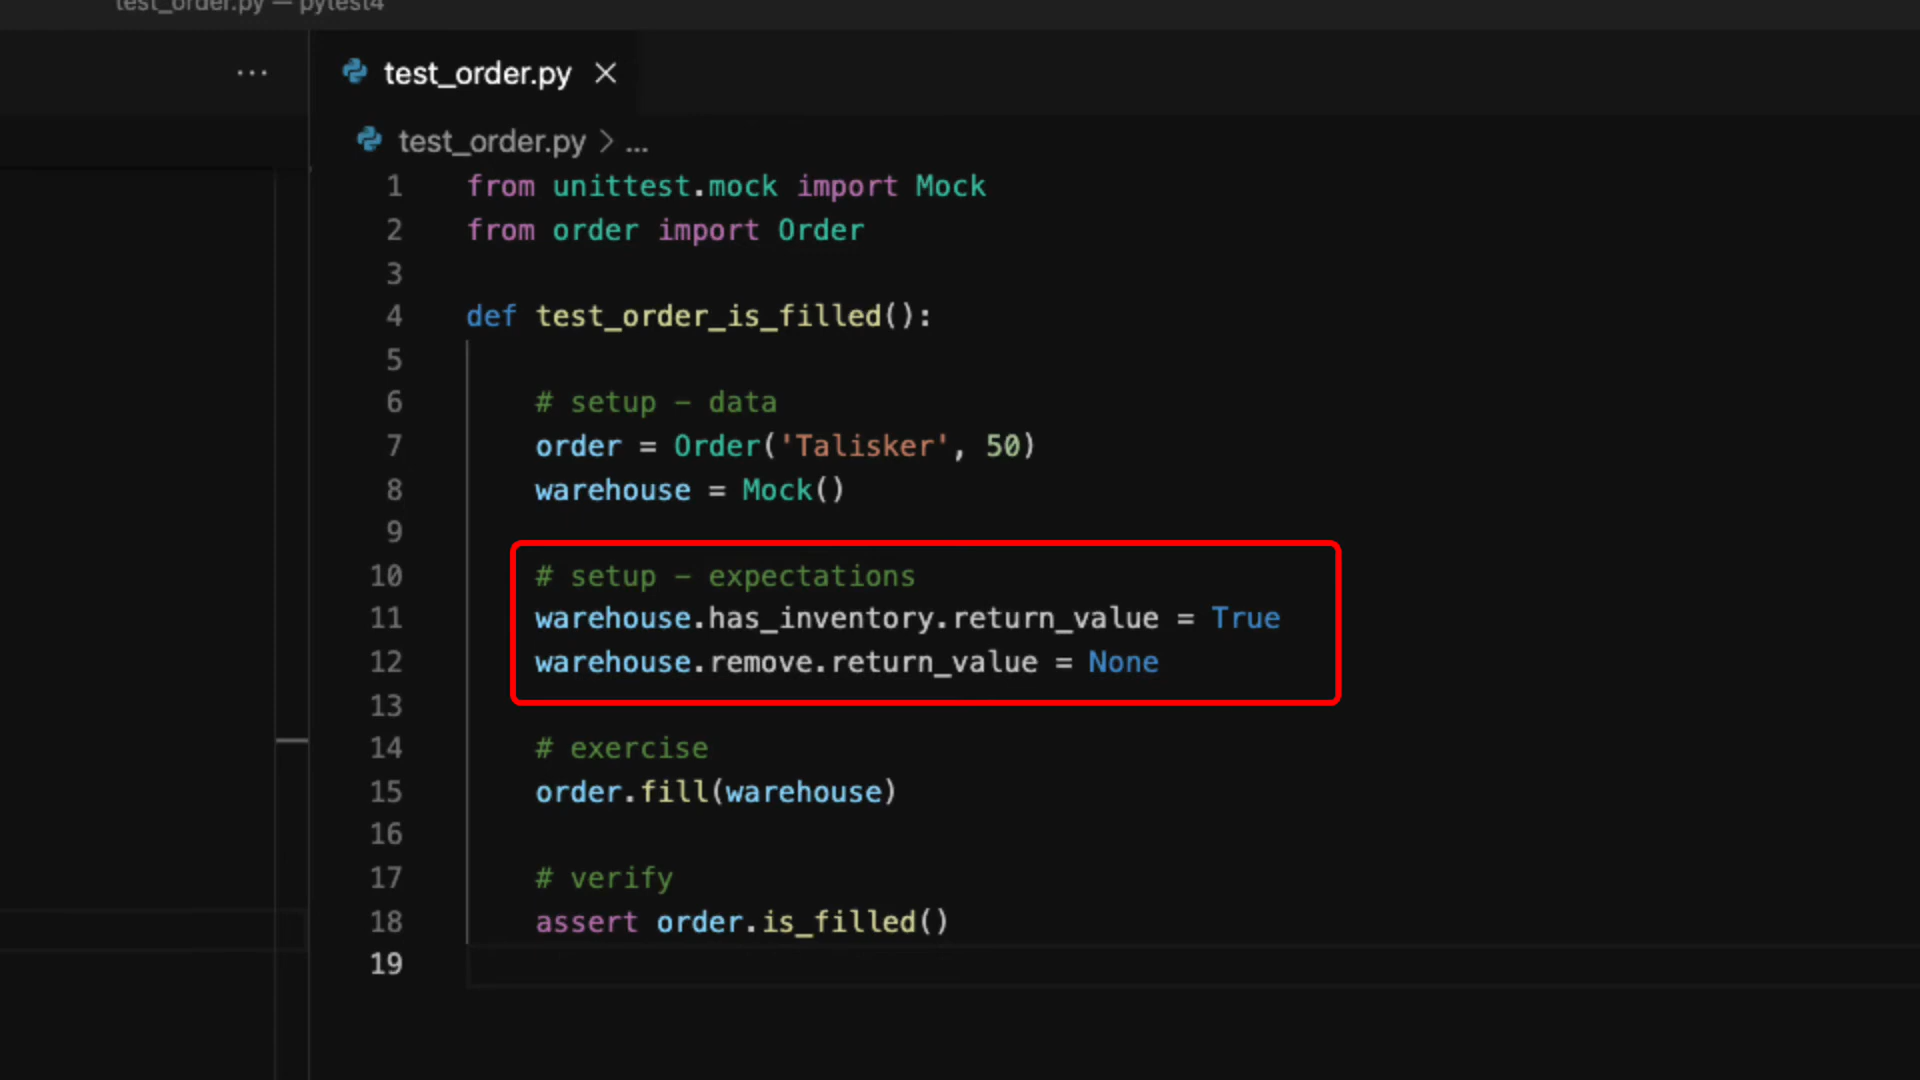 test_order.py — pytest4
...
test_order.py ×
test_order.py > ...
1 from unittest.mock import Mock
2 from order import Order
3
4 def test_order_is_filled():
5
6 # setup - data
7 order = Order('Talisker', 50)
8 warehouse = Mock()
9
10 # setup - expectations
11 warehouse.has_inventory.return_value = True
12 warehouse.remove.return_value = None
13
14 # exercise
15 order.fill(warehouse)
16
17 # verify
18 assert order.is_filled()
19